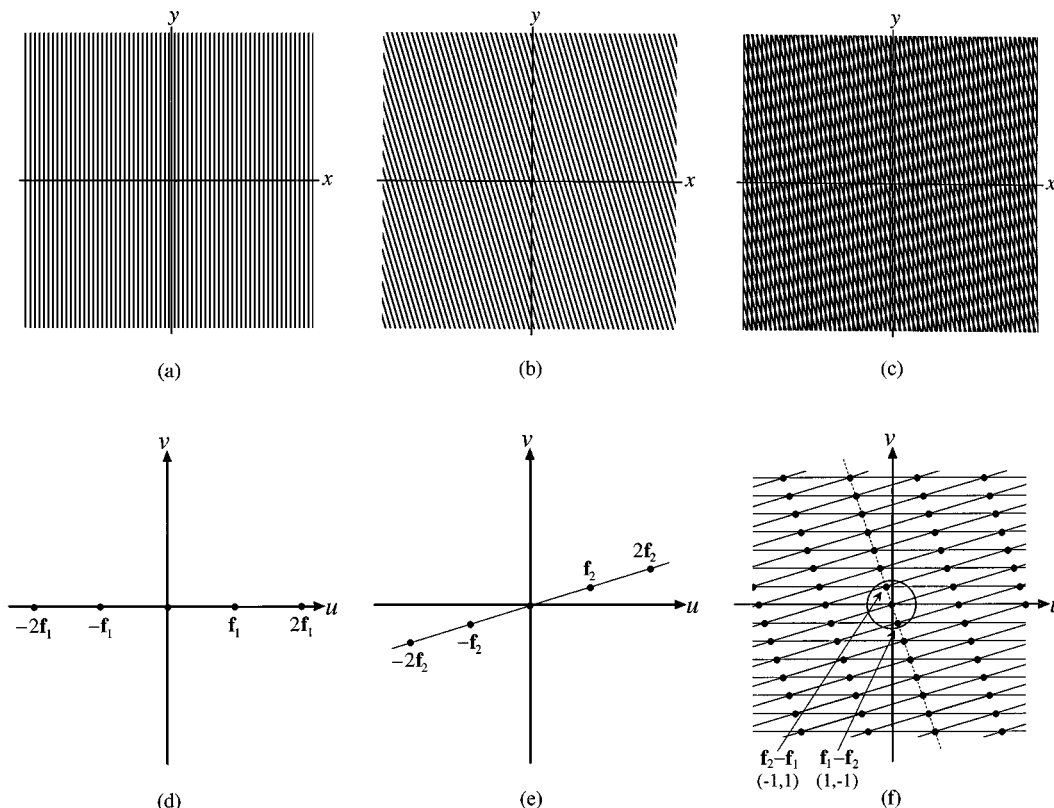 y
y
y
x
x
x
(a)
(b)
(c)
v
v
v
−2f₁ −f₁ f₁ 2f₁ u
−2f₂ −f₂ f₂ 2f₂ u
u
f₂−f₁ f₁−f₂
(-1,1) (1,-1)
(d)
(e)
(f)